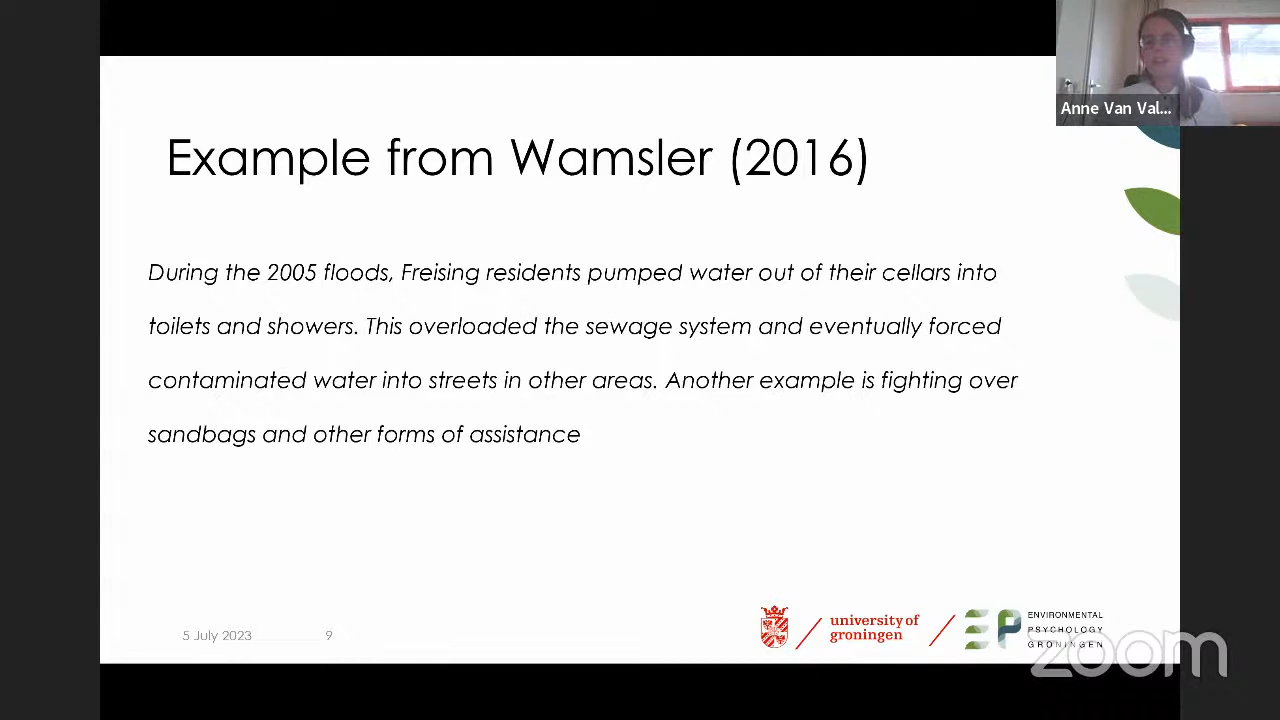 Anne Van Val...
Example from Wamsler (2016)
During the 2005 floods, Freising residents pumped water out of their cellars into
toilets and showers. This overloaded the sewage system and eventually forced
contaminated water into streets in other areas. Another example is fighting over
sandbags and other forms of assistance
5 July 2023
9
university of
groningen
EP
ENVIRONMENTAL
PSYCHOLOGY
GRONINGEN
zoom